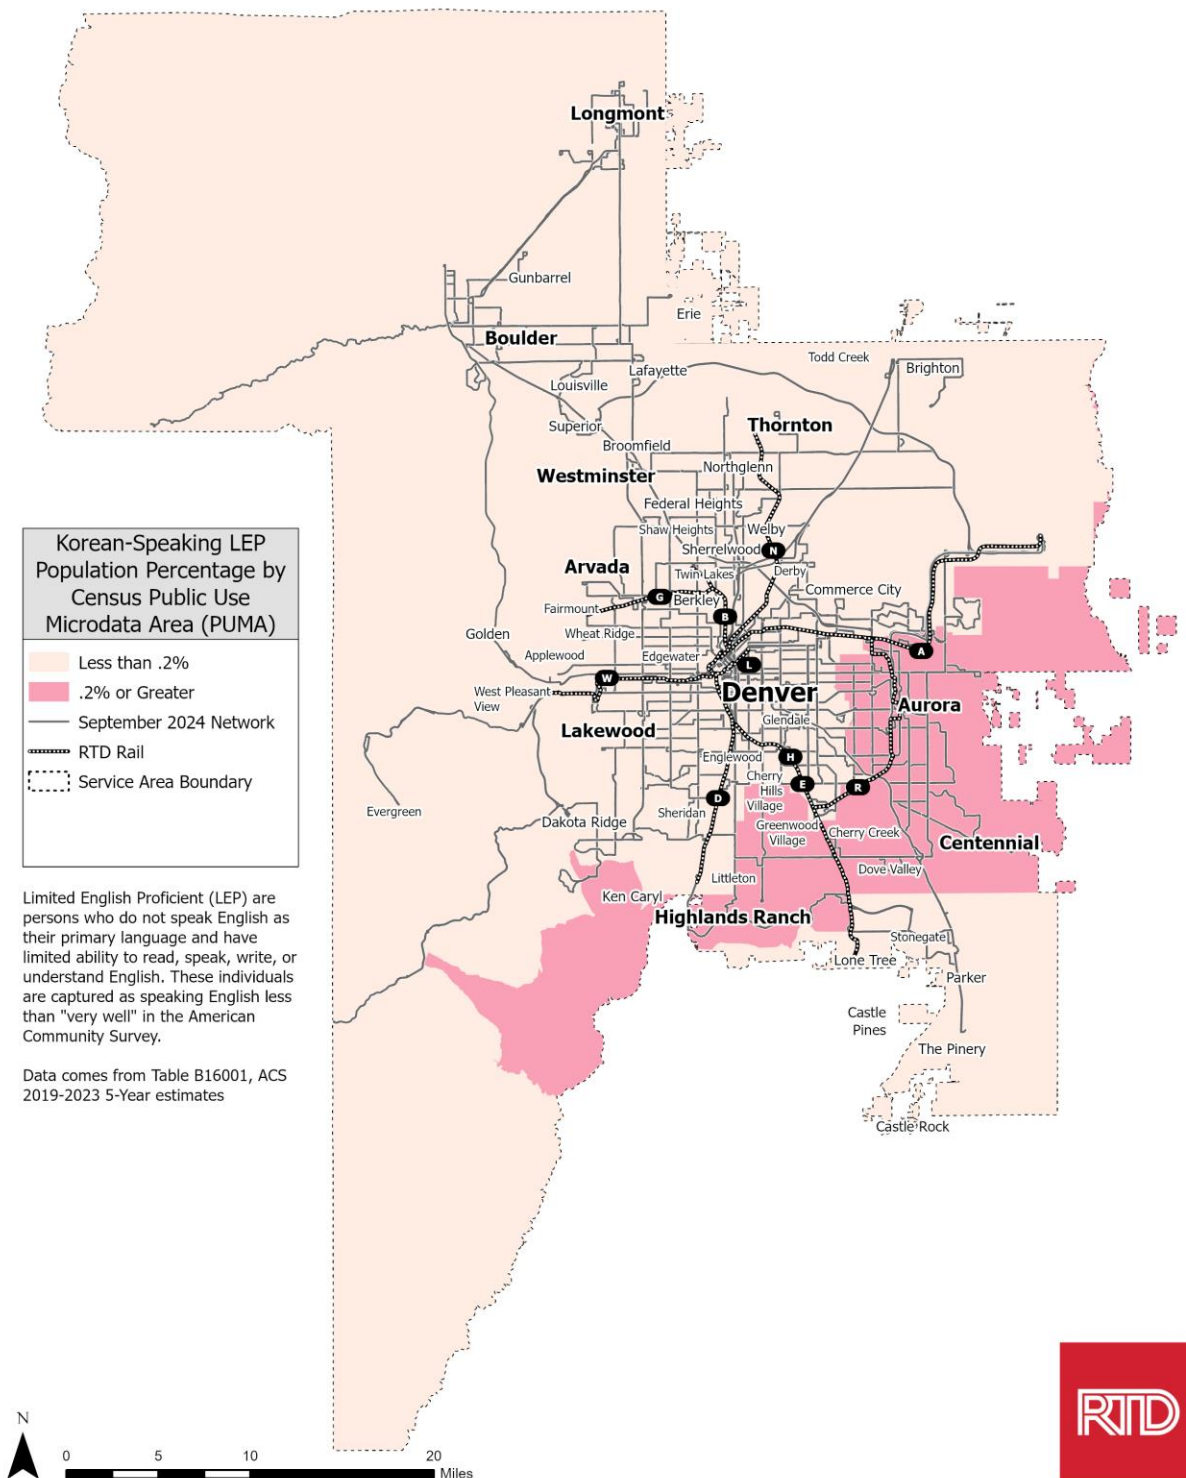 Longmont
Gunbarrel
Erie
Boulder
Todd Creek
Brighton
Lafayette
Louisville
Superior
Thornton
Broomfield
Northglenn
Westminster
Federal Heights
Shaw Heights
Welby
Sherrelwood
N
Arvada
Twin Lakes
Derby
Commerce City
G
Berkley
Fairmount
B
Golden
Wheat Ridge
Applewood
Edgewater
A
L
W
West Pleasant
View
Denver
Aurora
Glendale
Lakewood
Englewood
H
Cherry
Hills
Village
E
R
D
Evergreen
Sheridan
Dakota Ridge
Greenwood
Village
Cherry Creek
Centennial
Dove Valley
Littleton
Ken Caryl
Highlands Ranch
Stonegate
Lone Tree
Parker
Castle
Pines
The Pinery
Castle Rock
Korean-Speaking LEP
Population Percentage by
Census Public Use
Microdata Area (PUMA)
Less than .2%
.2% or Greater
September 2024 Network
RTD Rail
Service Area Boundary
Limited English Proficient (LEP) are
persons who do not speak English as
their primary language and have
limited ability to read, speak, write, or
understand English. These individuals
are captured as speaking English less
than "very well" in the American
Community Survey.
Data comes from Table B16001, ACS
2019-2023 5-Year estimates
N
0 5 10 20
Miles
RTD